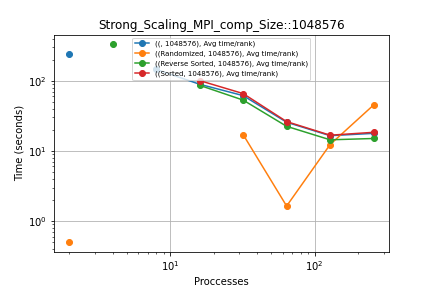 Strong_Scaling_MPI_comp_Size::1048576
((, 1048576), Avg time/rank)
((Randomized, 1048576), Avg time/rank)
((Reverse Sorted, 1048576), Avg time/rank)
((Sorted, 1048576), Avg time/rank)
Time (seconds)
10²
10¹
10⁰
10¹ 10²
Proccesses